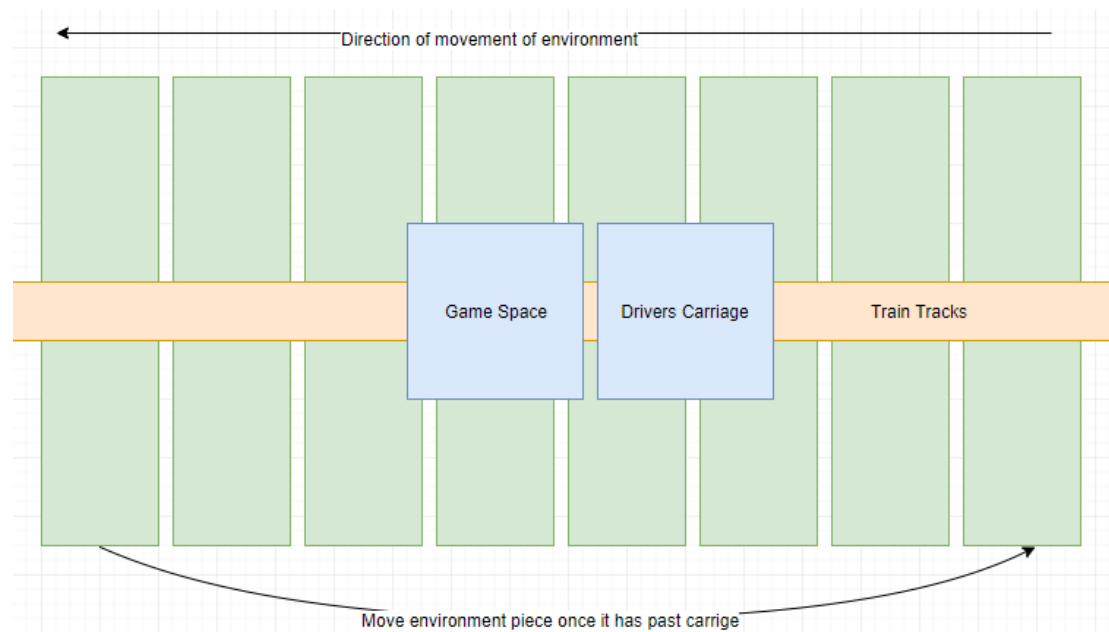 Direction of movement of environment
Game Space
Drivers Carriage
Train Tracks
Move environment piece once it has past carrige